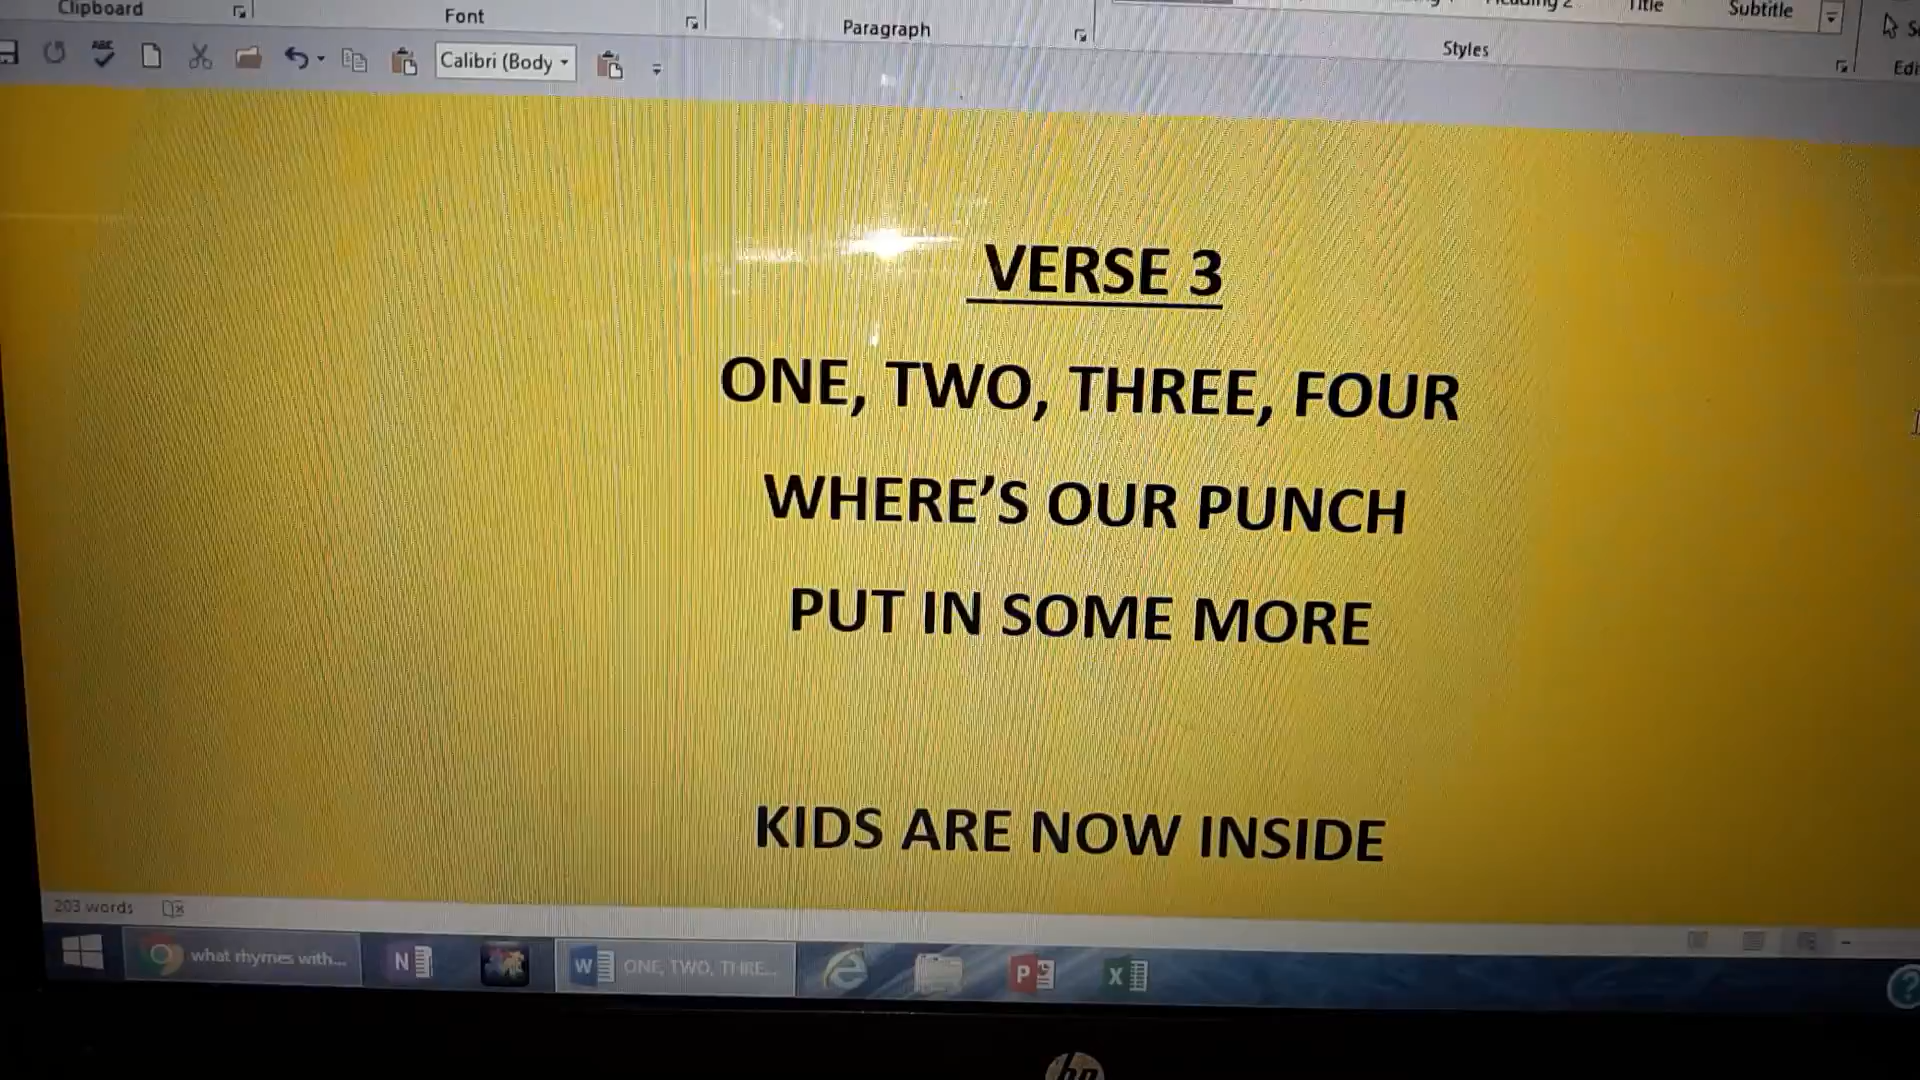 Clipboard
Font
Paragraph
Title
Subtitle
Styles
Calibri (Body
VERSE 3
ONE, TWO, THREE, FOUR
WHERE'S OUR PUNCH
PUT IN SOME MORE
KIDS ARE NOW INSIDE
203 words
what rhymes with...
ONE, TWO, THRE...
hp